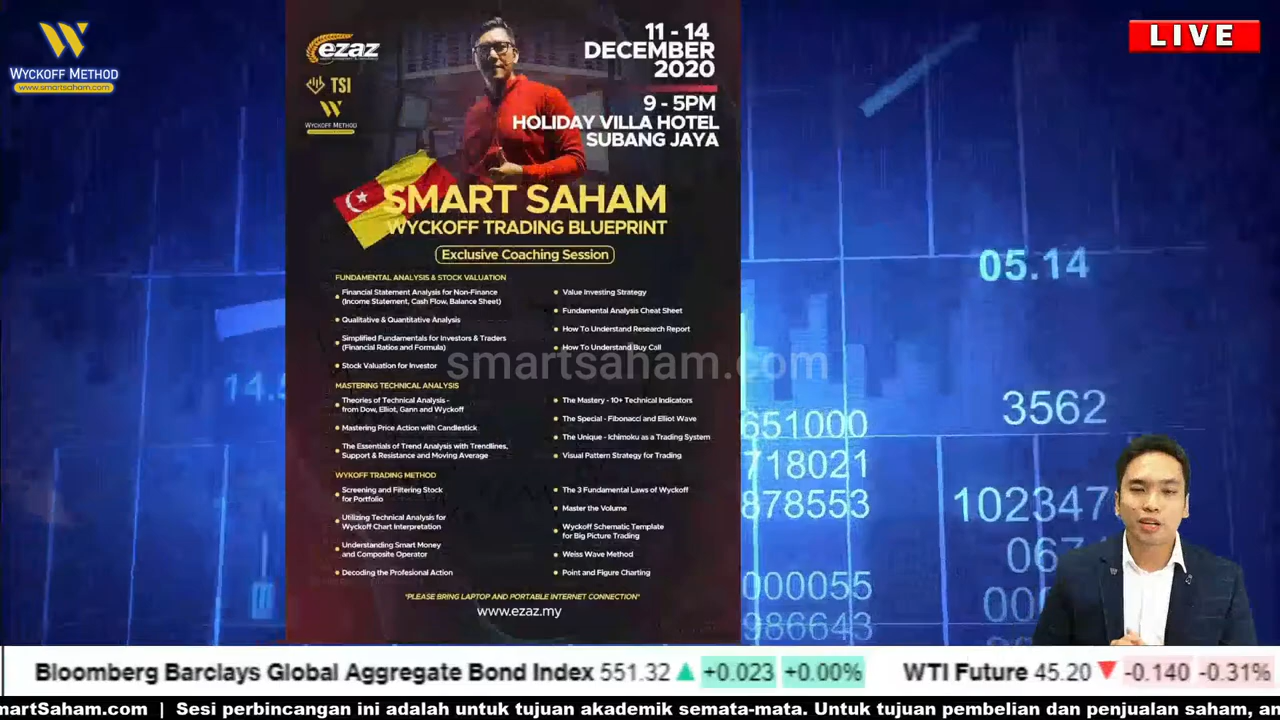 WYCKOFF METHOD
www.smartsaham.com
LIVE
ezaz
TSI
WYCKOFF METHOD
11 - 14
DECEMBER
2020
9 - 5PM
HOLIDAY VILLA HOTEL
SUBANG JAYA
SMART SAHAM
WYCKOFF TRADING BLUEPRINT
Exclusive Coaching Session
FUNDAMENTAL ANALYSIS & STOCK VALUATION
Financial Statement Analysis for Non-Finance
(Income Statement, Cash Flow, Balance Sheet)
Qualitative & Quantitative Analysis
Simplified Fundamentals for Investors & Traders
(Financial Ratios and Formula)
Stock Valuation for Investor
Value Investing Strategy
Fundamental Analysis Cheat Sheet
How To Understand Research Report
How To Understand Buy Call
smartsaham.com
MASTERING TECHNICAL ANALYSIS
Theories of Technical Analysis -
from Dow, Elliot, Gann and Wyckoff
Mastering Price Action with Candlestick
The Essentials of Trend Analysis with Trendlines,
Support & Resistance and Moving Average
The Mastery - 10+ Technical Indicators
The Special - Fibonacci and Elliot Wave
The Unique - Ichimoku as a Trading System
Visual Pattern Strategy for Trading
WYKOFF TRADING METHOD
Screening and Filtering Stock
for Portfolio
Utilizing Technical Analysis for
Wyckoff Chart Interpretation
Understanding Smart Money
and Composite Operator
Decoding the Profesional Action
The 3 Fundamental Laws of Wyckoff
Master the Volume
Wyckoff Schematic Template
for Big Picture Trading
Weiss Wave Method
Point and Figure Charting
*PLEASE BRING LAPTOP AND PORTABLE INTERNET CONNECTION*
www.ezaz.my
05.14
14.5
3562
651000
718021
878553
102347
067
000055
986643
Bloomberg Barclays Global Aggregate Bond Index 551.32 ▲ +0.023 +0.00% WTI Future 45.20 ▼ -0.140 -0.31%
martSaham.com | Sesi perbincangan ini adalah untuk tujuan akademik semata-mata. Untuk tujuan pembelian dan penjualan saham, an